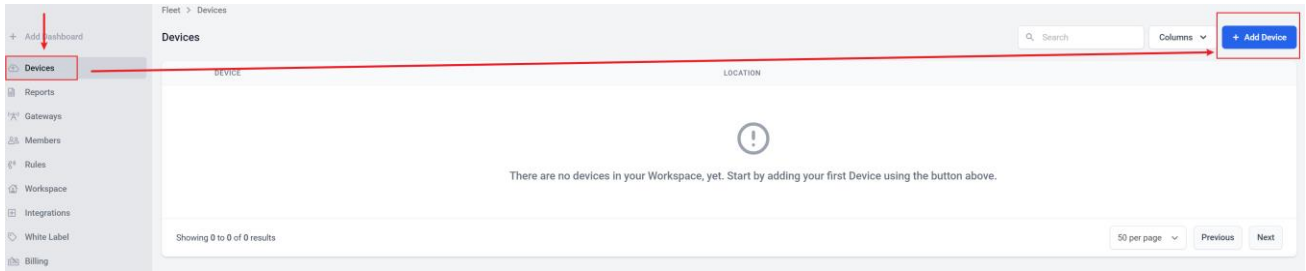 Fleet > Devices
+ Add Dashboard
Devices
Search
Columns
+ Add Device
Devices
DEVICE
LOCATION
Reports
Gateways
Members
Rules
Workspace
Integrations
White Label
Billing
There are no devices in your Workspace, yet. Start by adding your first Device using the button above.
Showing 0 to 0 of 0 results
50 per page
Previous
Next